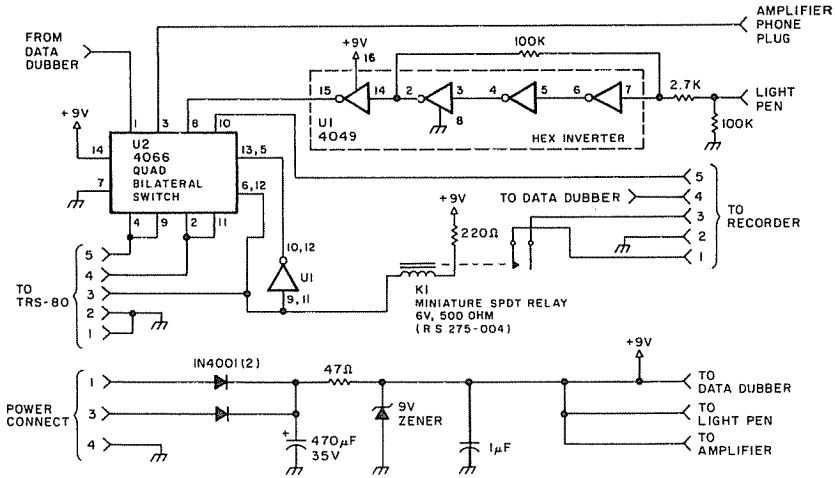 AMPLIFIER
PHONE
PLUG
FROM
DATA
DUBBER
+9V
16
100K
15
14
2
3
4
5
6
7
2.7K
LIGHT
PEN
100K
U1
4049
8
HEX INVERTER
+9V
1
3
8
10
14
U2
4066
QUAD
BILATERAL
SWITCH
13,5
7
6,12
4
9
2
11
5
TO DATA DUBBER
4
+9V
3
TO
RECORDER
220Ω
2
1
10,12
U1
9,11
5
4
TO
TRS-80
3
2
1
K1
MINIATURE SPDT RELAY
6V, 500 OHM
(RS 275-004)
1N4001(2)
47Ω
+9V
POWER
CONNECT
1
3
4
+
470µF
35V
9V
ZENER
1µF
TO
DATA DUBBER
TO
LIGHT PEN
TO
AMPLIFIER